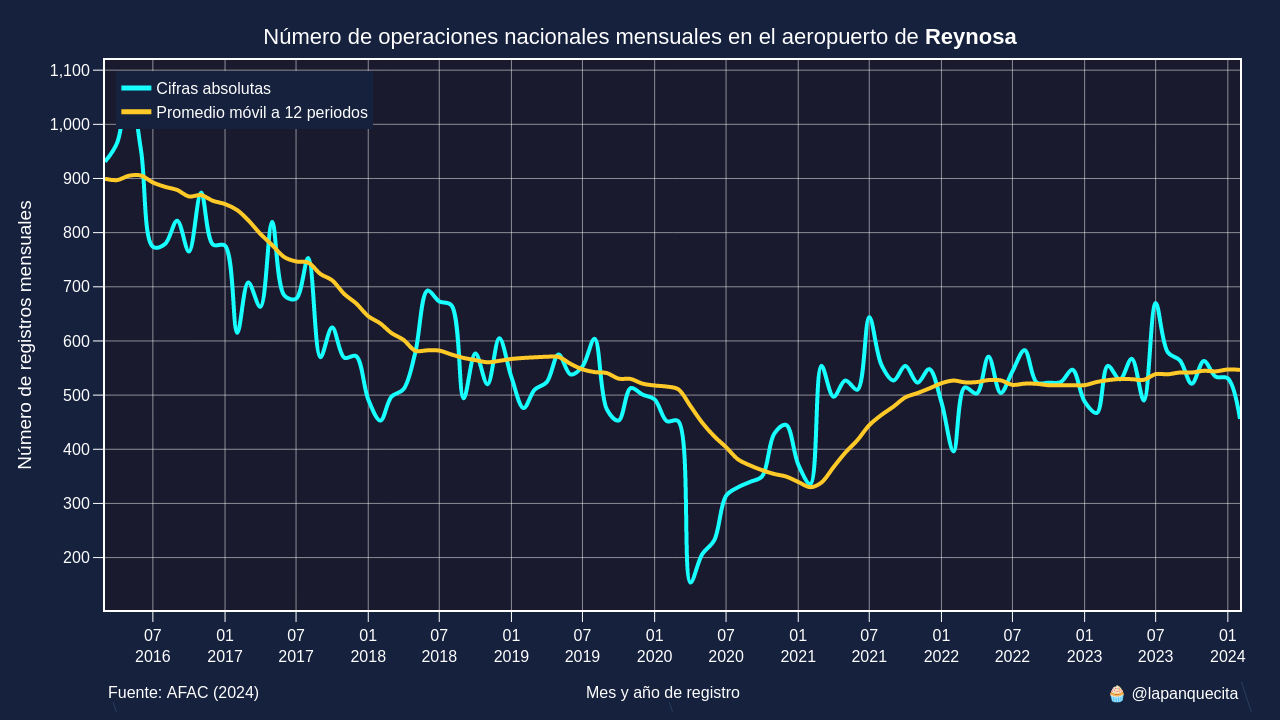 Número de operaciones nacionales mensuales en el aeropuerto de Reynosa
Cifras absolutas
Promedio móvil a 12 periodos
Número de registros mensuales
1,100
1,000
900
800
700
600
500
400
300
200
07 01 07 01 07 01 07 01 07 01 07 01 07 01 07 01
2016 2017 2017 2018 2018 2019 2019 2020 2020 2021 2021 2022 2022 2023 2023 2024
Fuente: AFAC (2024)
Mes y año de registro
🧁 @lapanquecita